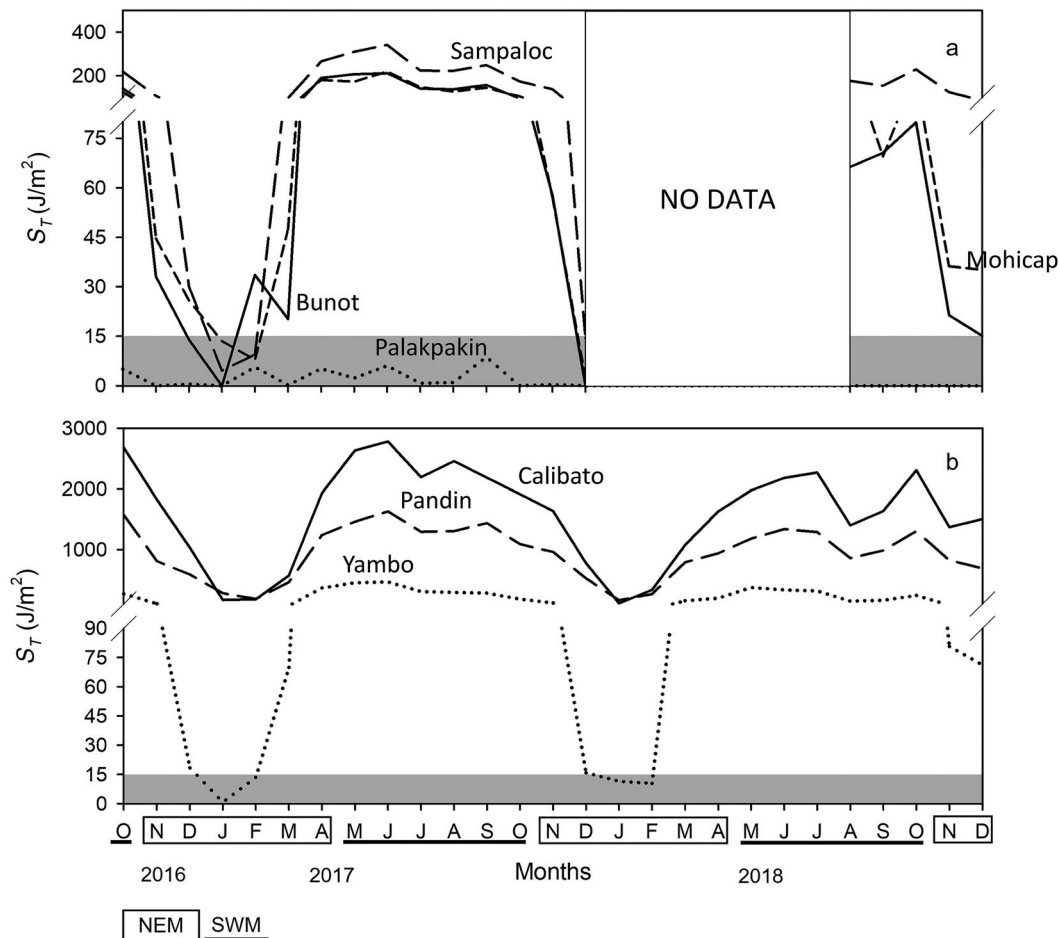 400
Sampaloc
a
200
75
S_T (J/m²)
60
NO DATA
45
Mohicap
30
Bunot
15
Palakpakin
0
3000
b
Calibato
2000
Pandin
1000
Yambo
S_T (J/m²)
90
75
60
45
30
15
0
O N D J F M A M J J A S O N D J F M A M J J A S O N D
2016 2017 Months 2018
NEM SWM